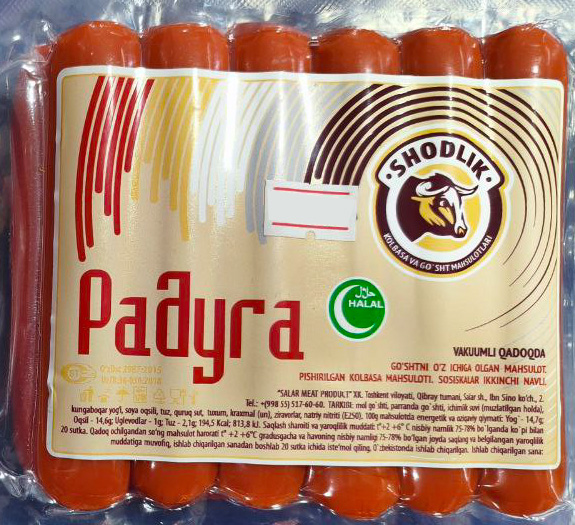 · SHODLIK ·
KOLBASA VA GO'SHT MAHSULOTLARI
حلال
HALAL
Padyra
VAKUUMLI QADOQDA
GO'SHTNI O'Z ICHIGA OLGAN MAHSULOT.
PISHIRILGAN KOLBASA MAHSULOTI. SOSISKALAR IKKINCHI NAVLI.
"SALAR MEAT PRODUCT" XK. Toshkent viloyati, Qibray tumani, Salar sh., Ibn Sino ko'ch., 2.
Tel.: +(998 55) 517-60-60. TARKIB: mol go'shti, parranda go'shti, ichimlik suvi (muzlatilgan holda),
kungaboqar yog'i, soya oqsili, tuz, quruq sut, tuxum, kraxmal (un), ziravorlar, natriy nitriti (E250). 100g mahsulotda energetik va ozuqaviy qiymati: Yog' - 14,7g;
Oqsil - 14,6g; Uglevodlar - 1g; Tuz - 2,1g; 194,5 Kcal; 813,8 kJ. Saqlash sharoiti va yaroqlilik muddati: t°+2 +6° C nisbiy namlik 75-78% bo'lganda ko'pi bilan
20 sutka. Qadoq ochilgandan so'ng mahsulot harorati t° +2 +6°C gradusgacha va havoning nisbiy namligi 75-78% bo'lgan joyda saqlang va belgilangan yaroqlilik
muddatiga muvofiq, ishlab chiqarilgan sanadan boshlab 20 sutka ichida iste'mol qiling. O'zbekistonda ishlab chiqarilgan. Ishlab chiqarilgan sana: